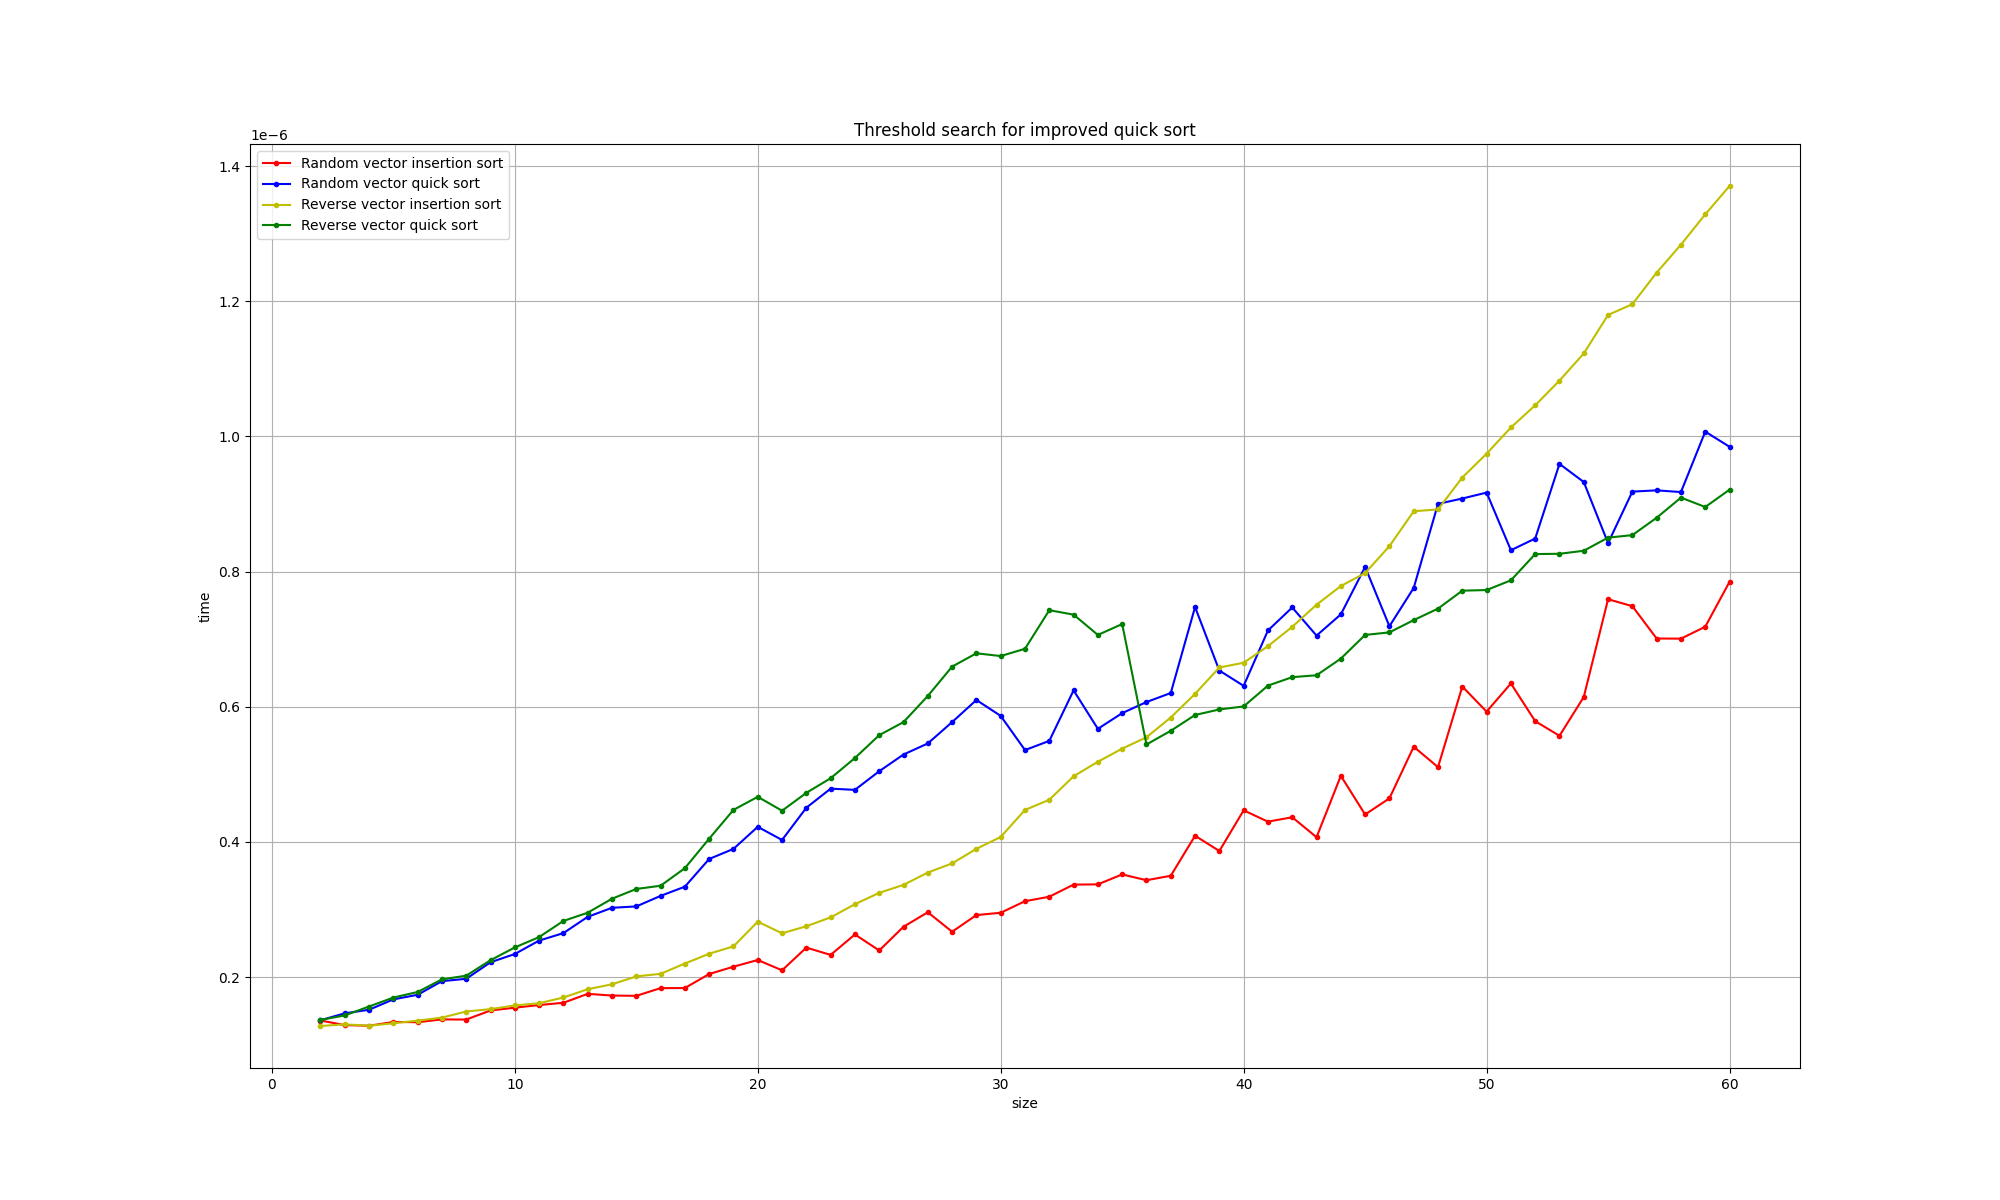 Threshold search for improved quick sort
1e−6
Random vector insertion sort
Random vector quick sort
Reverse vector insertion sort
Reverse vector quick sort
1.4
1.2
1.0
0.8
0.6
0.4
0.2
time
0 10 20 30 40 50 60
size